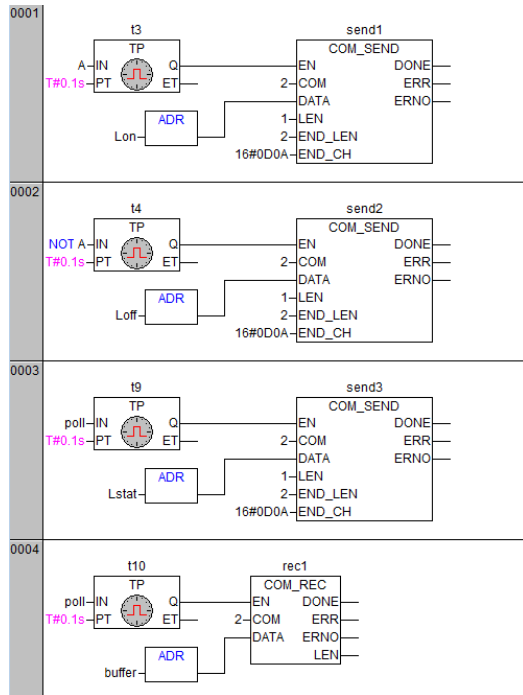 0001
t3
send1
TP
COM_SEND
A IN Q EN DONE
T#0.1s PT ET 2 COM ERR
DATA ERNO
ADR
1 LEN
Lon
2 END_LEN
16#0D0A END_CH
0002
t4
send2
TP
COM_SEND
NOT A IN Q EN DONE
T#0.1s PT ET 2 COM ERR
DATA ERNO
ADR
1 LEN
Loff
2 END_LEN
16#0D0A END_CH
0003
t9
send3
TP
COM_SEND
poll IN Q EN DONE
T#0.1s PT ET 2 COM ERR
DATA ERNO
ADR
1 LEN
Lstat
2 END_LEN
16#0D0A END_CH
0004
t10
rec1
TP
COM_REC
poll IN Q EN DONE
T#0.1s PT ET 2 COM ERR
DATA ERNO
ADR
LEN
buffer